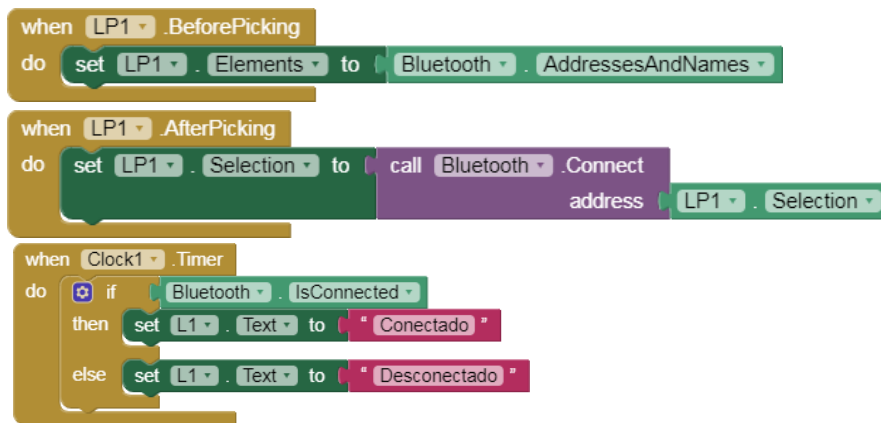 when LP1 .BeforePicking
do set LP1 . Elements to Bluetooth . AddressesAndNames
when LP1 .AfterPicking
do set LP1 . Selection to call Bluetooth .Connect
address LP1 . Selection
when Clock1 .Timer
do if Bluetooth . IsConnected
then set L1 . Text to " Conectado "
else set L1 . Text to " Desconectado "